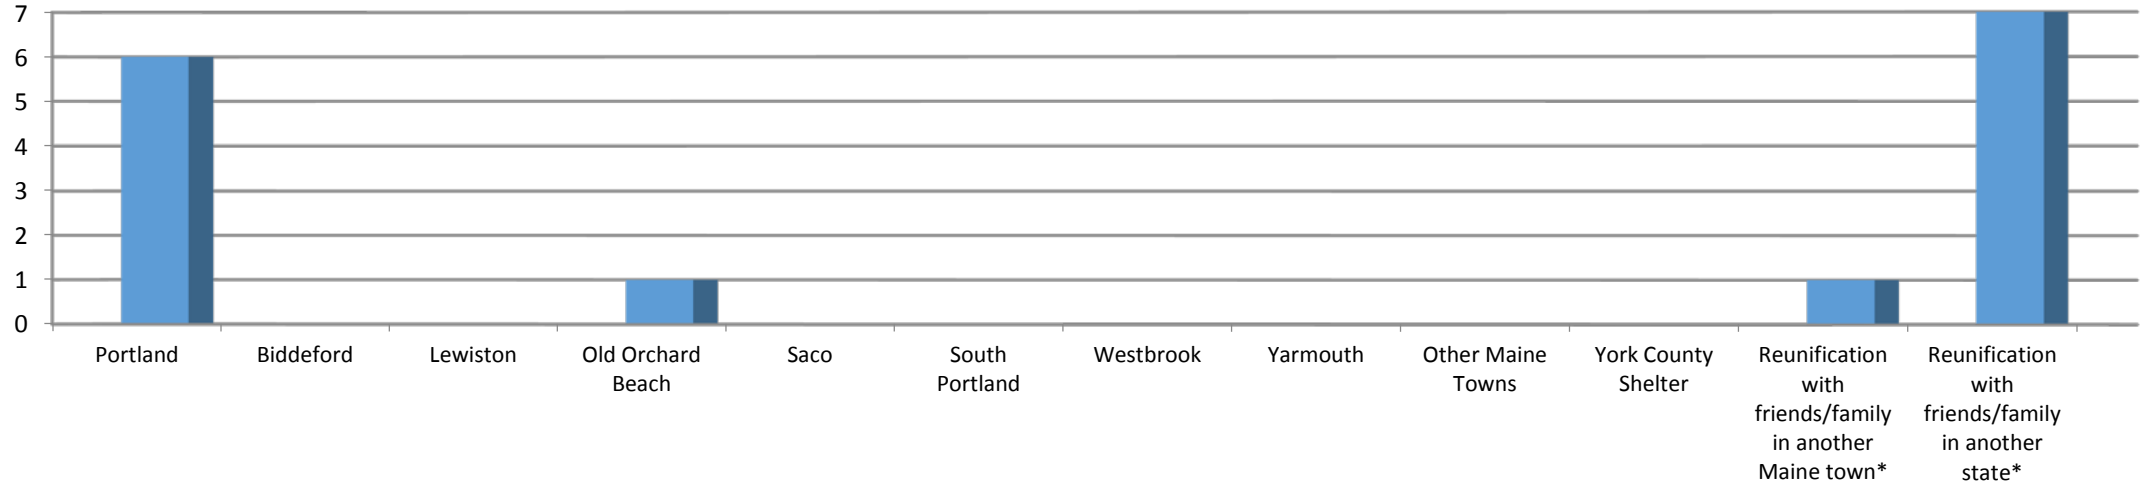 7
6
5
4
3
2
1
0
Portland
Biddeford
Lewiston
Old Orchard
Beach
Saco
South
Portland
Westbrook
Yarmouth
Other Maine
Towns
York County
Shelter
Reunification
with
friends/family
in another
Maine town*
Reunification
with
friends/family
in another
state*